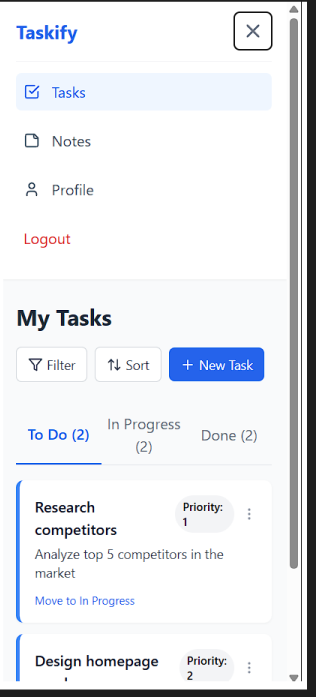 Taskify
Tasks
Notes
Profile
Logout
My Tasks
Filter
Sort
+ New Task
To Do (2)
In Progress
(2)
Done (2)
Research
competitors
Priority:
1
Analyze top 5 competitors in the
market
Move to In Progress
Design homepage
Priority:
2